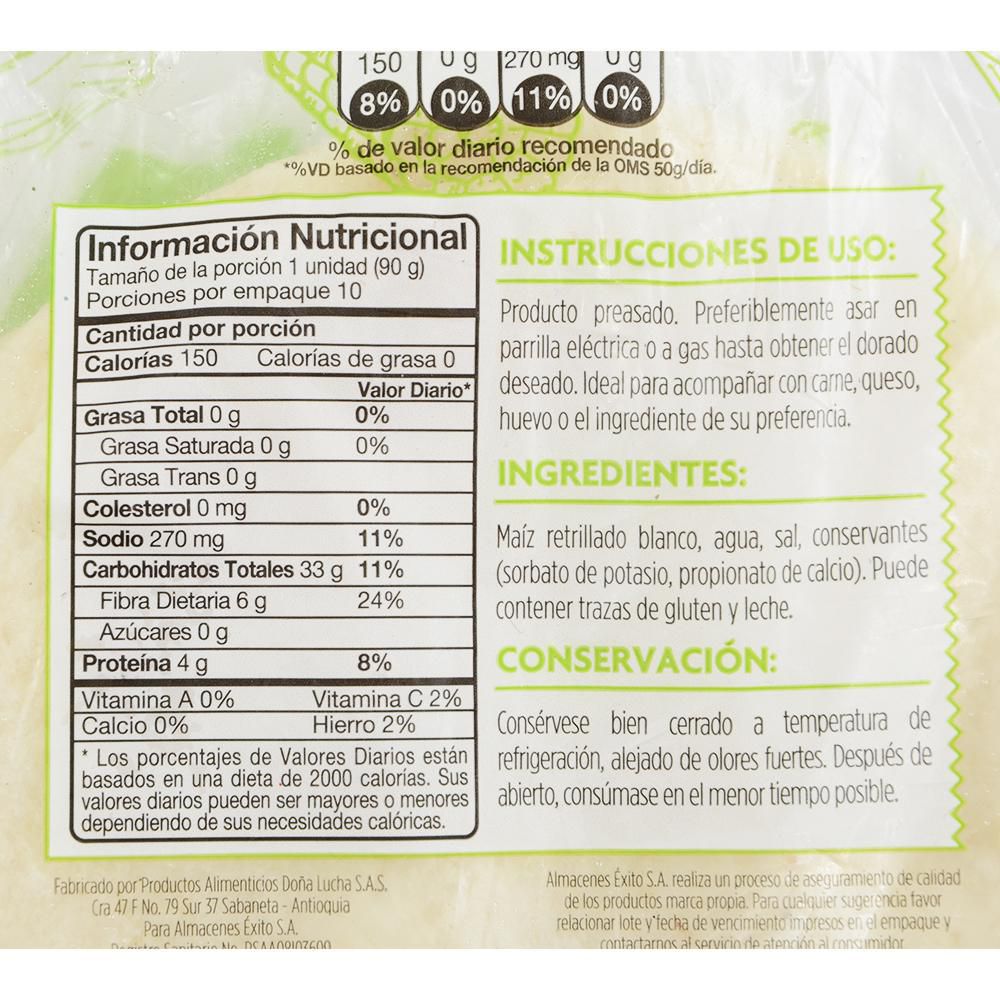 150 0 g 270 mg 0 g
8% 0% 11% 0%
% de valor diario recomendado
*%VD basado en la recomendación de la OMS 50g/día.
Información Nutricional
Tamaño de la porción 1 unidad (90 g)
Porciones por empaque 10
Cantidad por porción
Calorías 150 Calorías de grasa 0
Valor Diario*
Grasa Total 0 g 0%
Grasa Saturada 0 g 0%
Grasa Trans 0 g
Colesterol 0 mg 0%
Sodio 270 mg 11%
Carbohidratos Totales 33 g 11%
Fibra Dietaria 6 g 24%
Azúcares 0 g
Proteína 4 g 8%
Vitamina A 0% Vitamina C 2%
Calcio 0% Hierro 2%
* Los porcentajes de Valores Diarios están
basados en una dieta de 2000 calorías. Sus
valores diarios pueden ser mayores o menores
dependiendo de sus necesidades calóricas.
INSTRUCCIONES DE USO:
Producto preasado. Preferiblemente asar en
parrilla eléctrica o a gas hasta obtener el dorado
deseado. Ideal para acompañar con carne, queso,
huevo o el ingrediente de su preferencia.
INGREDIENTES:
Maíz retrillado blanco, agua, sal, conservantes
(sorbato de potasio, propionato de calcio). Puede
contener trazas de gluten y leche.
CONSERVACIÓN:
Consérvese bien cerrado a temperatura de
refrigeración, alejado de olores fuertes. Después de
abierto, consúmase en el menor tiempo posible.
Fabricado por Productos Alimenticios Doña Lucha S.A.S.
Cra 47 F No. 79 Sur 37 Sabaneta - Antioquia
Para Almacenes Éxito S.A.
Registro Sanitario No.
Almacenes Éxito S.A. realiza un proceso de aseguramiento de calidad
de los productos marca propia. Para cualquier sugerencia favor
relacionar lote y fecha de vencimiento impresos en el empaque y
contactarnos al servicio de atención al consumidor